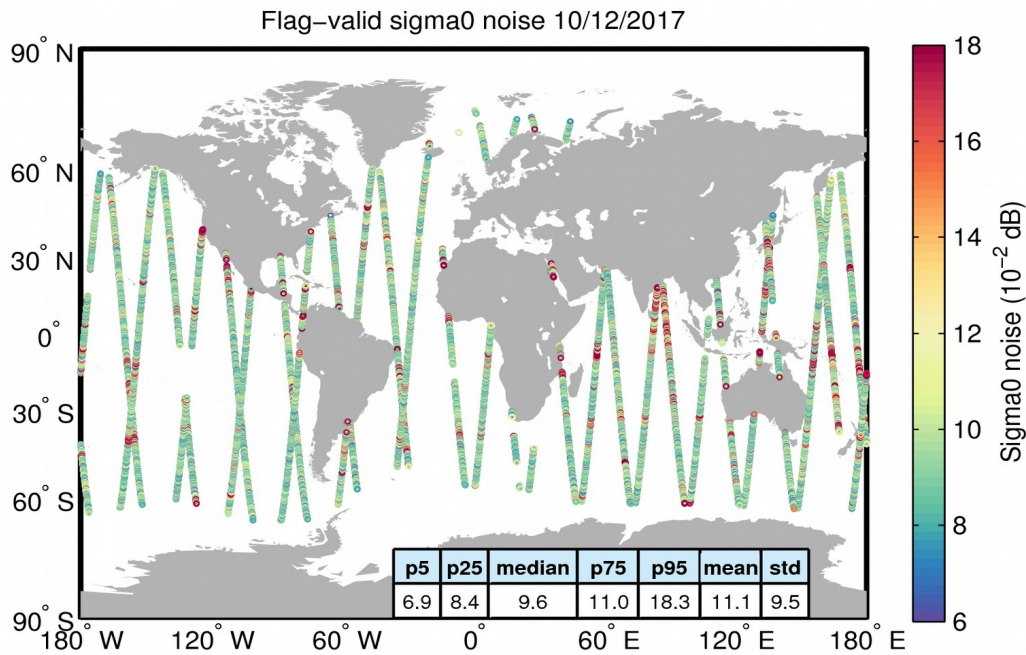 Flag−valid sigma0 noise 10/12/2017
90° N
60° N
30° N
0°
30° S
60° S
90° S
180° W 120° W 60° W 0° 60° E 120° E 180° E
p5 p25 median p75 p95 mean std
6.9 8.4 9.6 11.0 18.3 11.1 9.5
18
16
14
12
10
8
6
Sigma0 noise (10⁻² dB)